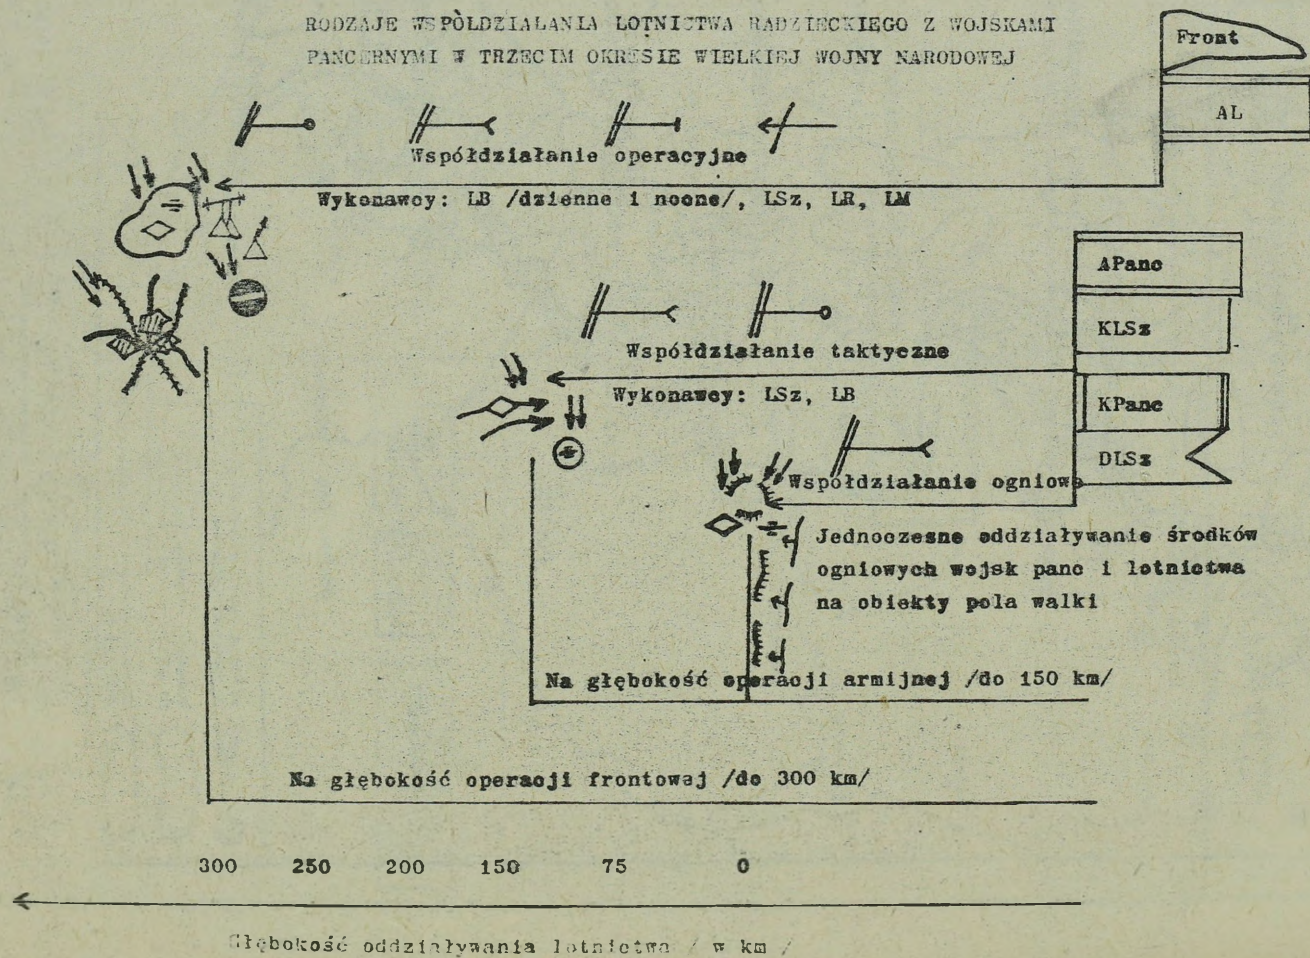 RODZAJE WSPÒŁDZIAŁANIA LOTNICTWA RADZIECKIEGO Z WOJSKAMI
PANCERNYMI W TRZECIM OKRESIE WIELKIEJ WOJNY NARODOWEJ
Front
AL
Współdziałanie operacyjne
Wykonawcy: LB /dzienne i nocne/, LSz, LR, LM
APanc
KLSz
Współdziałanie taktyczne
Wykonawcy: LSz, LB
KPanc
DLSz
Współdziałanie ogniowe
Jednoczesne oddziaływanie środków
ogniowych wojsk panc i lotnictwa
na obiekty pola walki
Na głębokość operacji armijnej /do 150 km/
Na głębokość operacji frontowej /do 300 km/
300 250 200 150 75 0
Głębokość oddziaływania lotnictwa / w km /